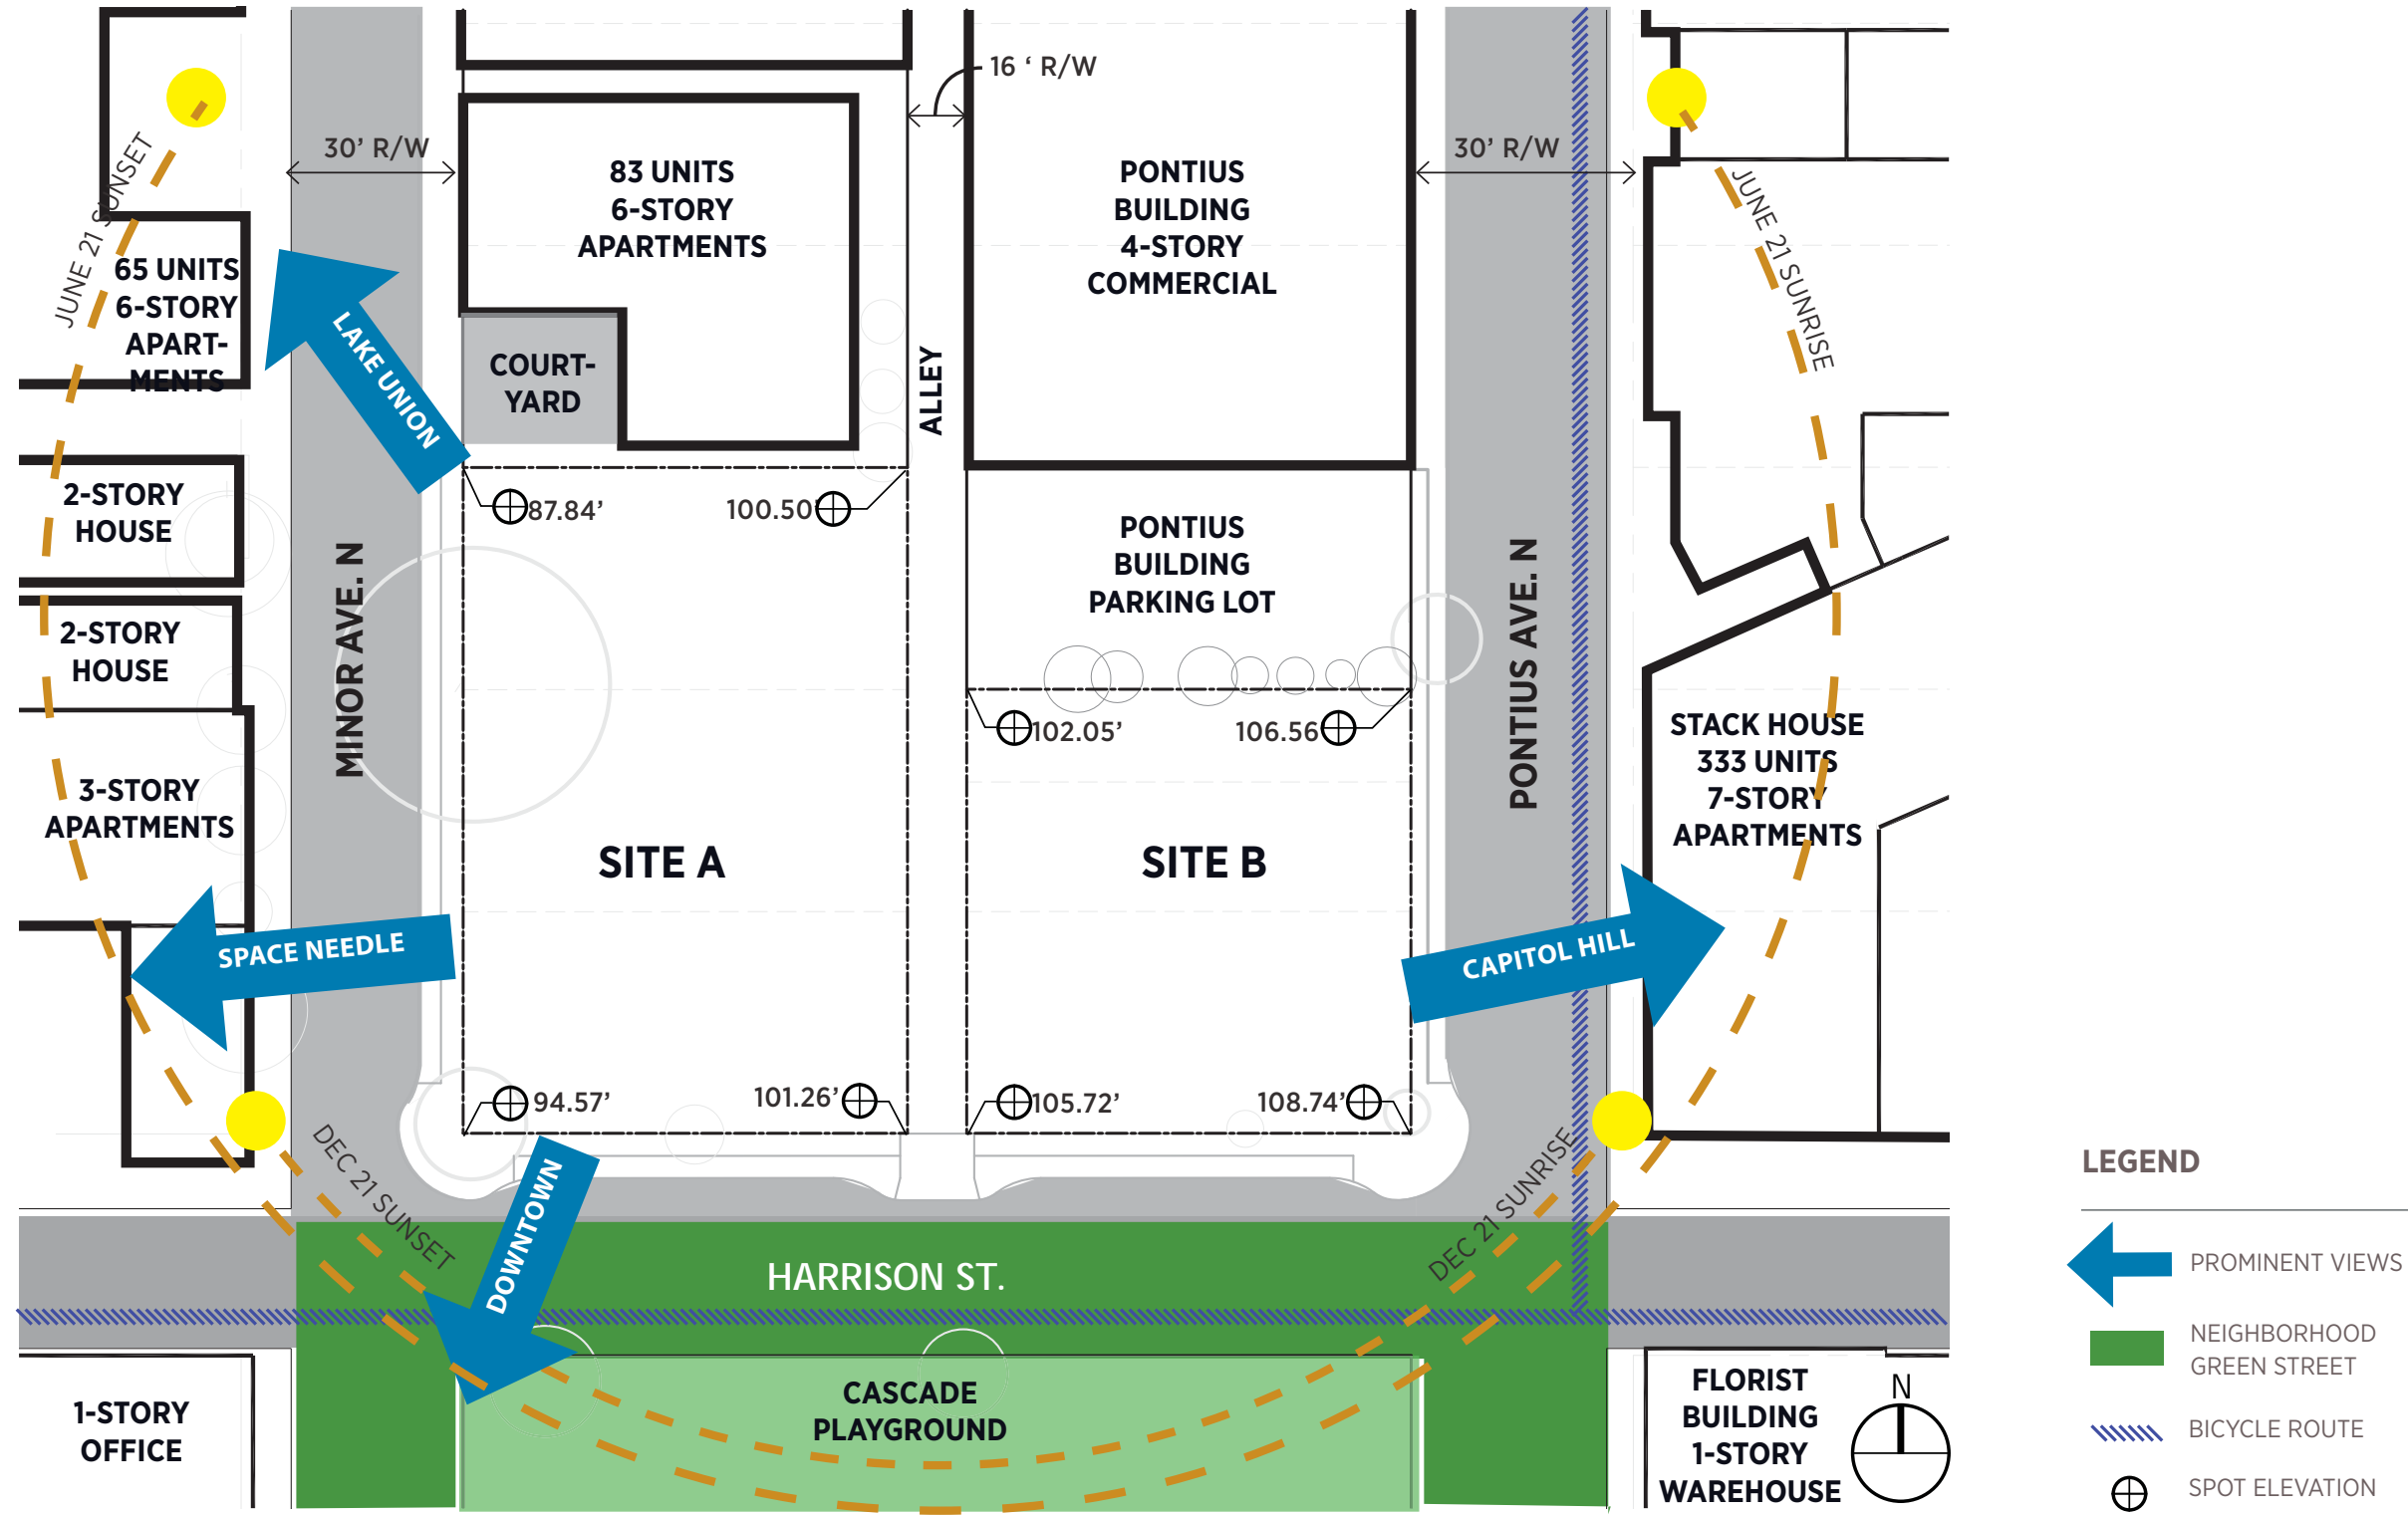 16 ‘ R/W
30’ R/W
30’ R/W
83 UNITS
6-STORY
APARTMENTS
PONTIUS
BUILDING
4-STORY
COMMERCIAL
JUNE 21 SUNSET
JUNE 21 SUNRISE
65 UNITS
6-STORY
APART-
MENTS
LAKE UNION
COURT-
YARD
ALLEY
2-STORY
HOUSE
87.84’
100.50’
PONTIUS
BUILDING
PARKING LOT
MINOR AVE. N
PONTIUS AVE. N
2-STORY
HOUSE
102.05’
106.56
STACK HOUSE
333 UNITS
7-STORY
APARTMENTS
3-STORY
APARTMENTS
SITE A
SITE B
SPACE NEEDLE
CAPITOL HILL
94.57’
101.26’
105.72’
108.74’
DEC 21 SUNSET
DOWNTOWN
DEC 21 SUNRISE
HARRISON ST.
CASCADE
PLAYGROUND
1-STORY
OFFICE
FLORIST
BUILDING
1-STORY
WAREHOUSE
N
LEGEND
PROMINENT VIEWS
NEIGHBORHOOD
GREEN STREET
BICYCLE ROUTE
SPOT ELEVATION